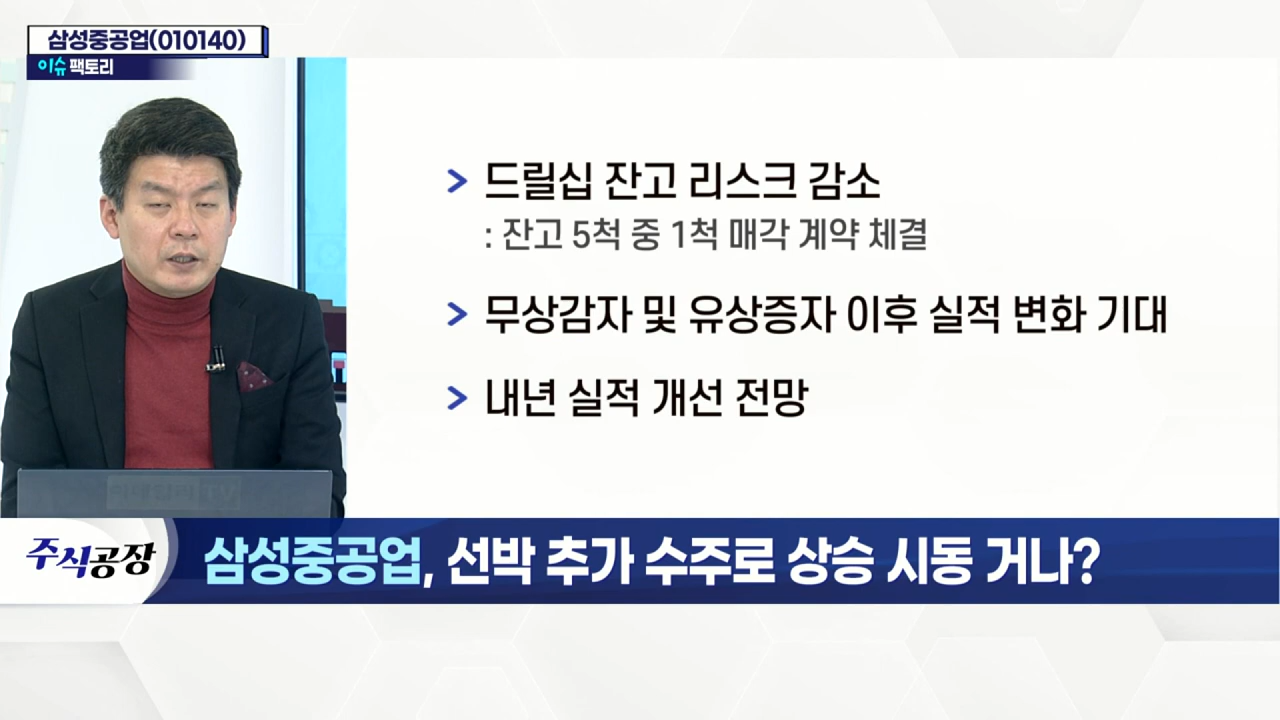 삼성중공업(010140)
이슈 팩토리
> 드릴십 잔고 리스크 감소
: 잔고 5척 중 1척 매각 계약 체결
> 무상감자 및 유상증자 이후 실적 변화 기대
> 내년 실적 개선 전망
주식공장
삼성중공업, 선박 추가 수주로 상승 시동 거나?